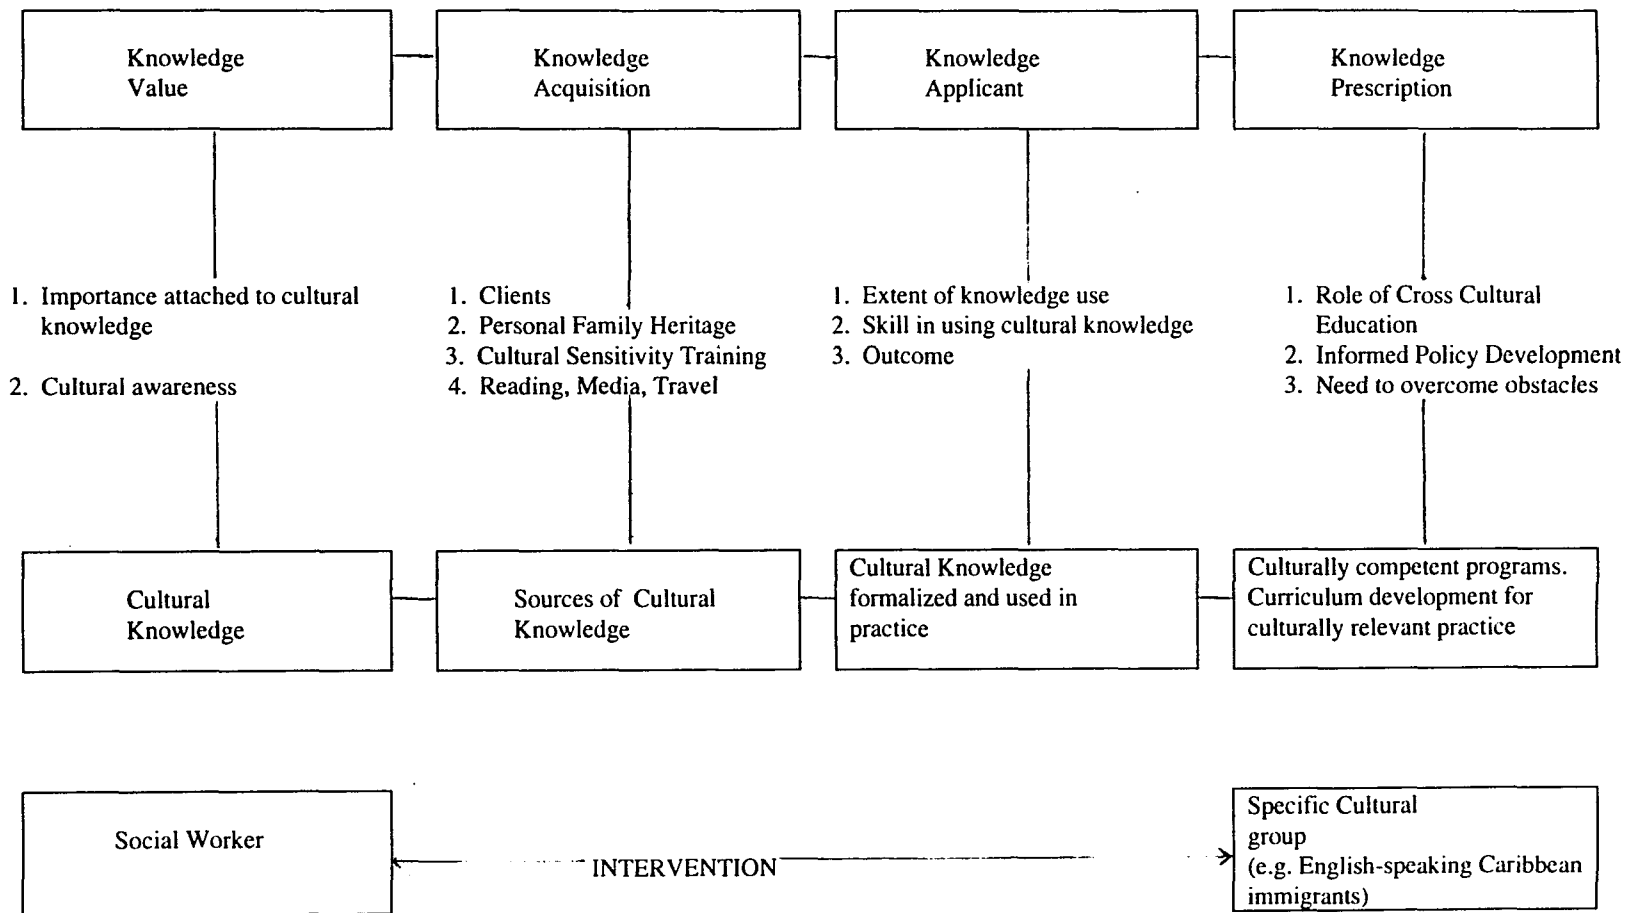 Knowledge
Value
Knowledge
Acquisition
Knowledge
Applicant
Knowledge
Prescription
1. Importance attached to cultural
knowledge
2. Cultural awareness
1. Clients
2. Personal Family Heritage
3. Cultural Sensitivity Training
4. Reading, Media, Travel
1. Extent of knowledge use
2. Skill in using cultural knowledge
3. Outcome
1. Role of Cross Cultural
Education
2. Informed Policy Development
3. Need to overcome obstacles
Cultural
Knowledge
Sources of Cultural
Knowledge
Cultural Knowledge
formalized and used in
practice
Culturally competent programs.
Curriculum development for
culturally relevant practice
Social Worker
INTERVENTION
Specific Cultural
group
(e.g. English-speaking Caribbean
immigrants)